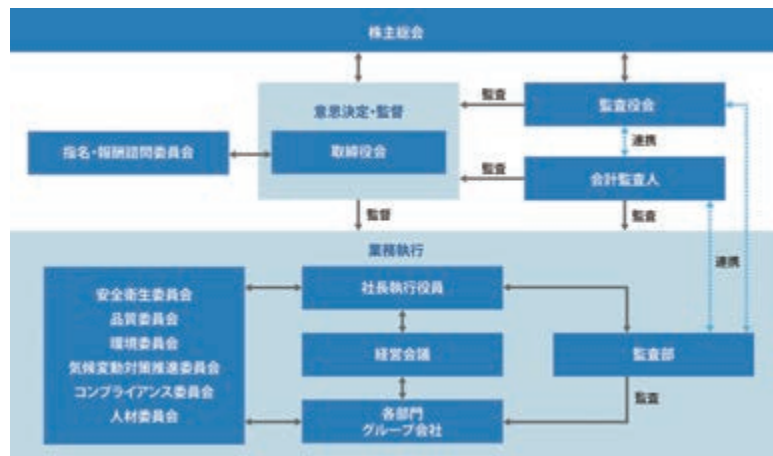 株主総会
意思決定・監督
監査
監査役会
指名・報酬諮問委員会
取締役会
連携
監査
会計監査人
監督
監査
業務執行
連携
安全衛生委員会
品質委員会
環境委員会
気候変動対策推進委員会
コンプライアンス委員会
人材委員会
社長執行役員
経営会議
監査部
監査
各部門
グループ会社